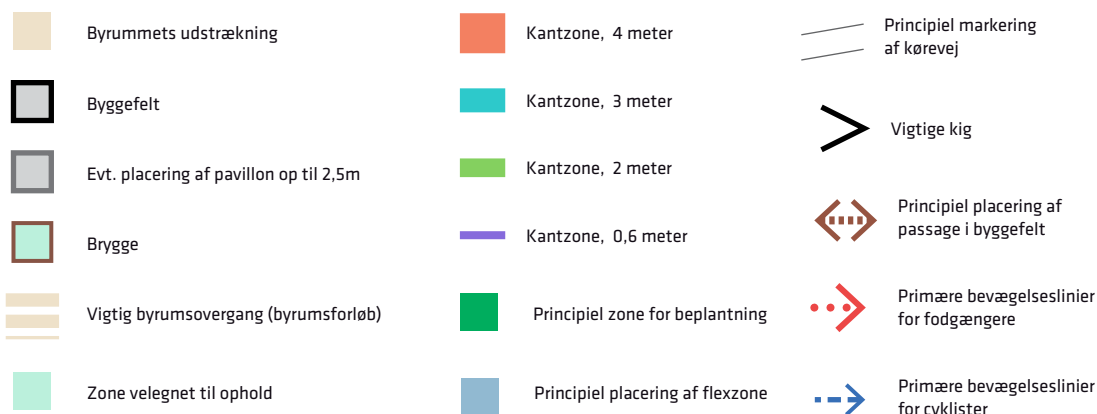 Byrummets udstrækning
Byggefelt
Evt. placering af pavillon op til 2,5m
Brygge
Vigtig byrumsovergang (byrumsforløb)
Zone velegnet til ophold
Kantzone, 4 meter
Kantzone, 3 meter
Kantzone, 2 meter
Kantzone, 0,6 meter
Principiel zone for beplantning
Principiel placering af flexzone
Principiel markering
af kørevej
Vigtige kig
Principiel placering af
passage i byggefelt
Primære bevægelseslinier
for fodgængere
Primære bevægelseslinier
for cyklister